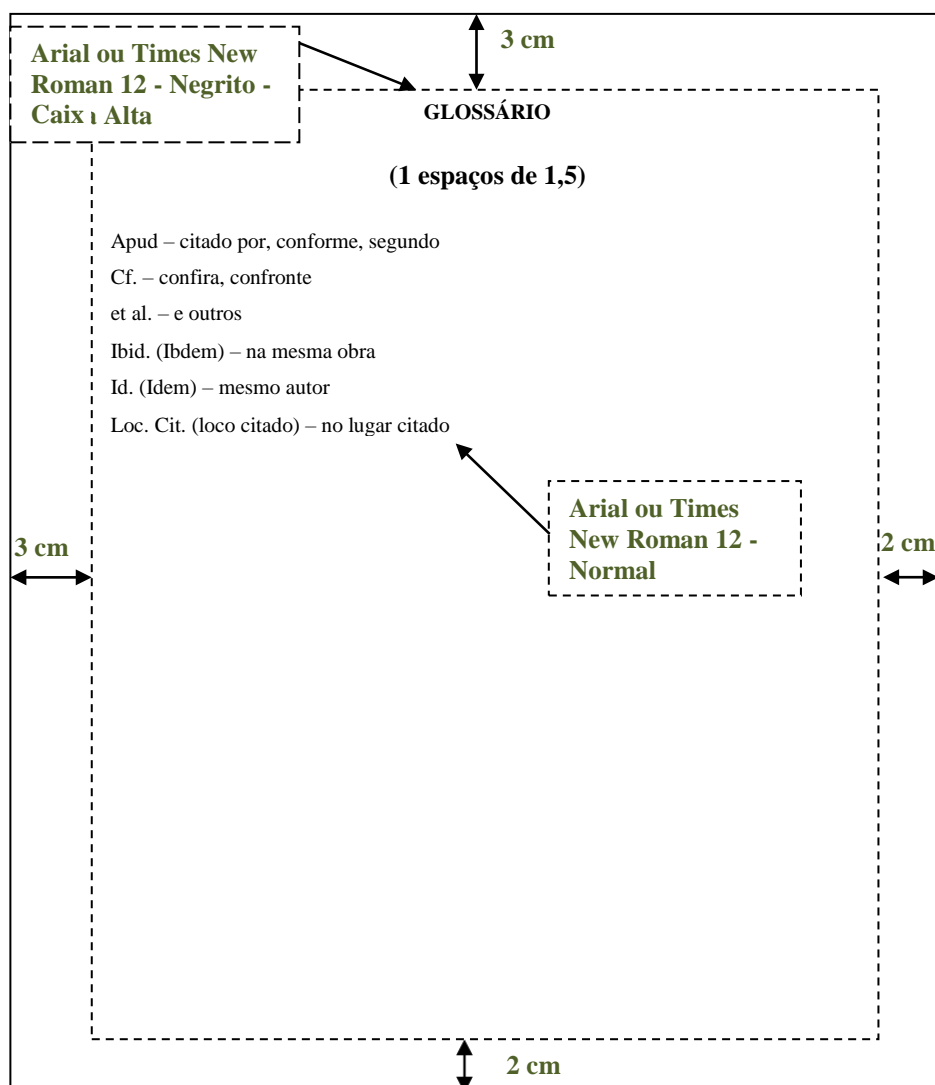 3 cm
Arial ou Times New
Roman 12 - Negrito -
Caix Alta
GLOSSÁRIO
(1 espaços de 1,5)
Apud – citado por, conforme, segundo
Cf. – confira, confronte
et al. – e outros
Ibid. (Ibdem) – na mesma obra
Id. (Idem) – mesmo autor
Loc. Cit. (loco citado) – no lugar citado
Arial ou Times
New Roman 12 -
Normal
3 cm
2 cm
2 cm